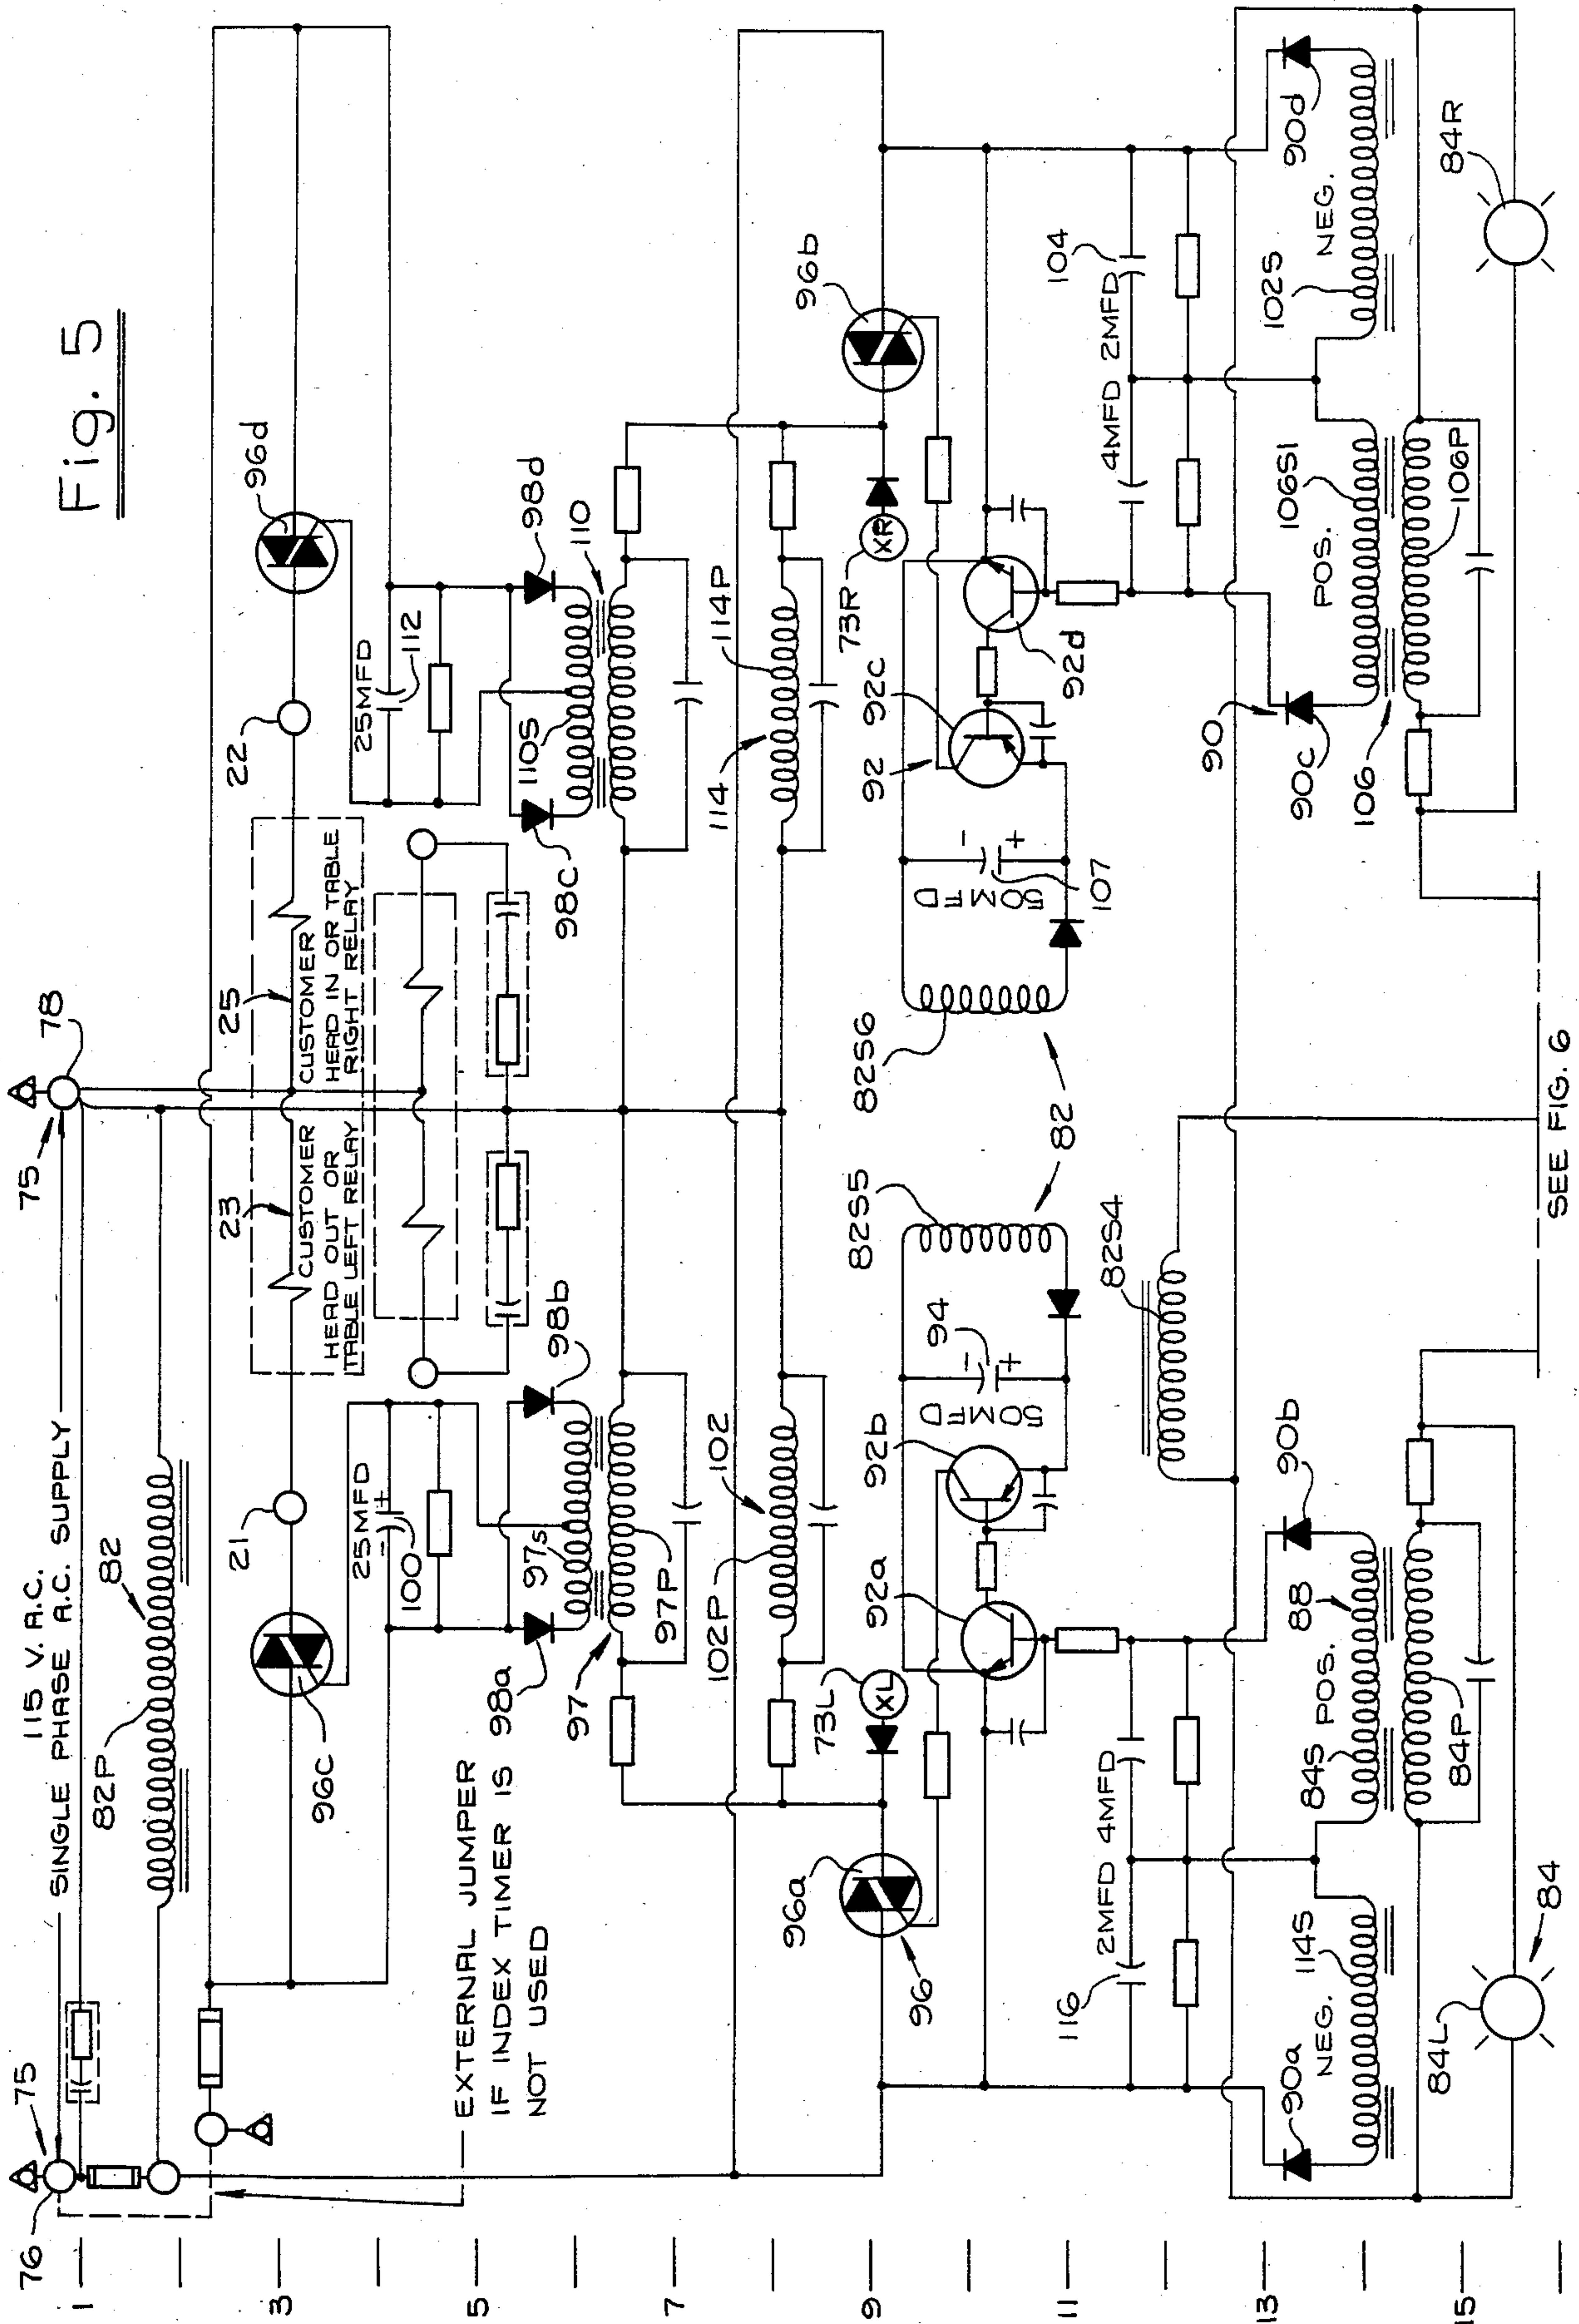 Fig. 5
115 V. A.C.
SINGLE PHASE A.C. SUPPLY
75
78
76
75
82P
82
21
23
25
22
96c
96d
CUSTOMER
HEAD OUT OR
TABLE LEFT RELAY
CUSTOMER
HEAD IN OR TABLE
RIGHT RELAY
25MFD
- +
100
25MFD
112
EXTERNAL JUMPER
IF INDEX TIMER IS
NOT USED
98a
97s
98b
98c
110S
98d
110
97
97P
102P
102
114
114P
73L
XL
96a
96
92a
92b
94
- +
50MFD
82S5
82
82S6
50MFD
- +
107
92
92c
92d
73R
XR
96b
116
2MFD 4MFD
82S4
4MFD 2MFD
104
90a
NEG.
114S
84S
POS.
88
90b
84P
90
90c
POS.
106S1
102S
NEG.
90d
106
106P
84L
84
84R
SEE FIG. 6
1
3
5
7
9
11
13
15